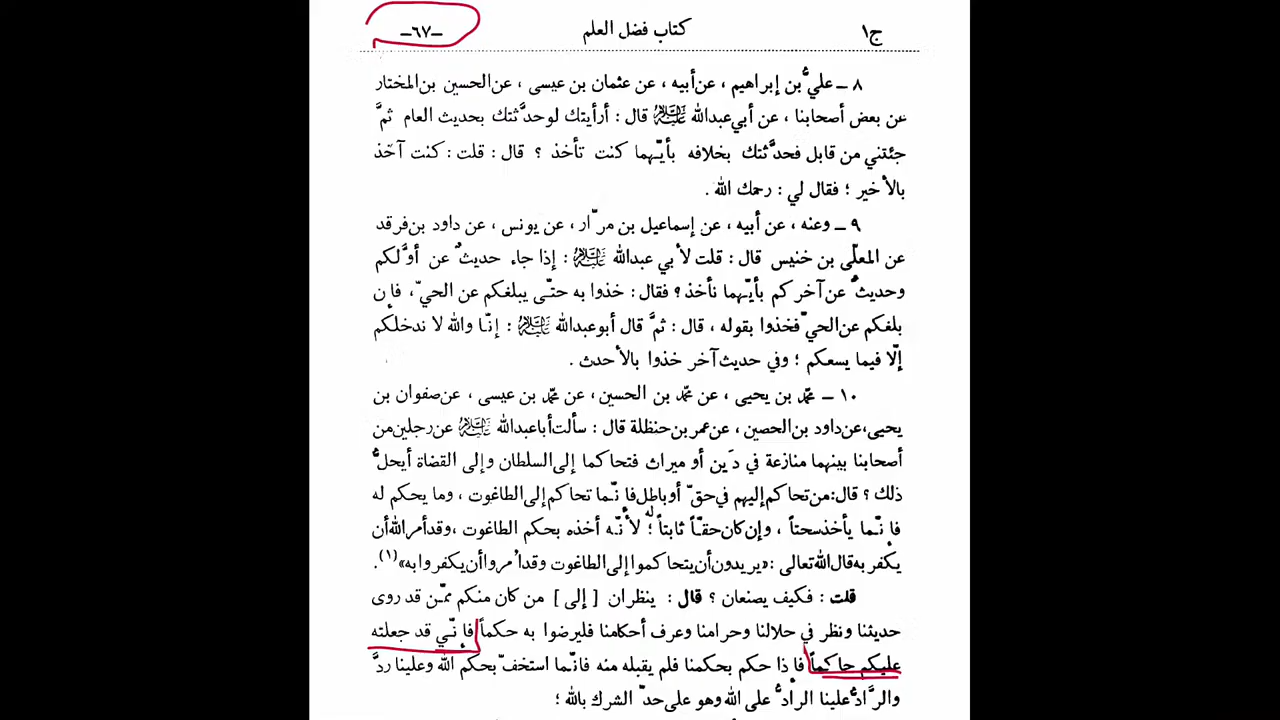 ج١ كتاب فضل العلم -٦٧-
٨ - عليُّ بن إبراهيم ، عن أبيه ، عن عثمان بن عيسى ، عن الحسين بن المختار
عن بعض أصحابنا ، عن أبي عبدالله عليه السلام قال : أرأيتك لو حدَّثتك بحديث العام ثمَّ
جئتني من قابل فحدَّثتك بخلافه بأيّهما كنت تأخذ ؟ قال : قلت : كنت آخذ
بالأخير ؛ فقال لي : رحمك الله .
٩ - وعنه ، عن أبيه ، عن إسماعيل بن مرّار ، عن يونس ، عن داود بن فرقد
عن المعلّى بن خنيس قال : قلت لأبي عبدالله عليه السلام : إذا جاء حديثٌ عن أوَّلكم
وحديثٌ عن آخركم بأيّهما نأخذ ؟ فقال : خذوا به حتّى يبلغكم عن الحيّ ، فإن
بلغكم عن الحيّ فخذوا بقوله ، قال : ثمَّ قال أبو عبدالله عليه السلام : إنّا والله لا ندخلكم
إلّا فيما يسعكم ؛ وفي حديث آخر خذوا بالأحدث .
١٠ - محمّد بن يحيى ، عن محمّد بن الحسين ، عن محمّد بن عيسى ، عن صفوان بن
يحيى ، عن داود بن الحصين ، عن عمر بن حنظلة قال : سألت أبا عبدالله عليه السلام عن رجلين من
أصحابنا بينهما منازعة في دَين أو ميراث فتحاكما إلى السلطان وإلى القضاة أيحلُّ
ذلك ؟ قال : من تحاكم إليهم في حقّ أو باطل فإنّما تحاكم إلى الطاغوت ، وما يحكم له
فإنّما يأخذ سحتاً ، وإن كان حقّاً ثابتاً له ؛ لأنّه أخذه بحكم الطاغوت ، وقد أمر الله أن
يكفر به قال الله تعالى : «يريدون أن يتحاكموا إلى الطاغوت وقد أُمروا أن يكفروا به» (١) .
قلت : فكيف يصنعان ؟ قال : ينظران [ إلى ] من كان منكم ممّن قد روى
حديثنا ونظر في حلالنا وحرامنا وعرف أحكامنا فليرضوا به حكماً فإنّي قد جعلته
عليكم حاكماً فإذا حكم بحكمنا فلم يقبله منه فإنّما استخفّ بحكم الله وعلينا ردَّ
والرَّادُّ علينا الرادُّ على الله وهو على حدّ الشرك بالله ؛